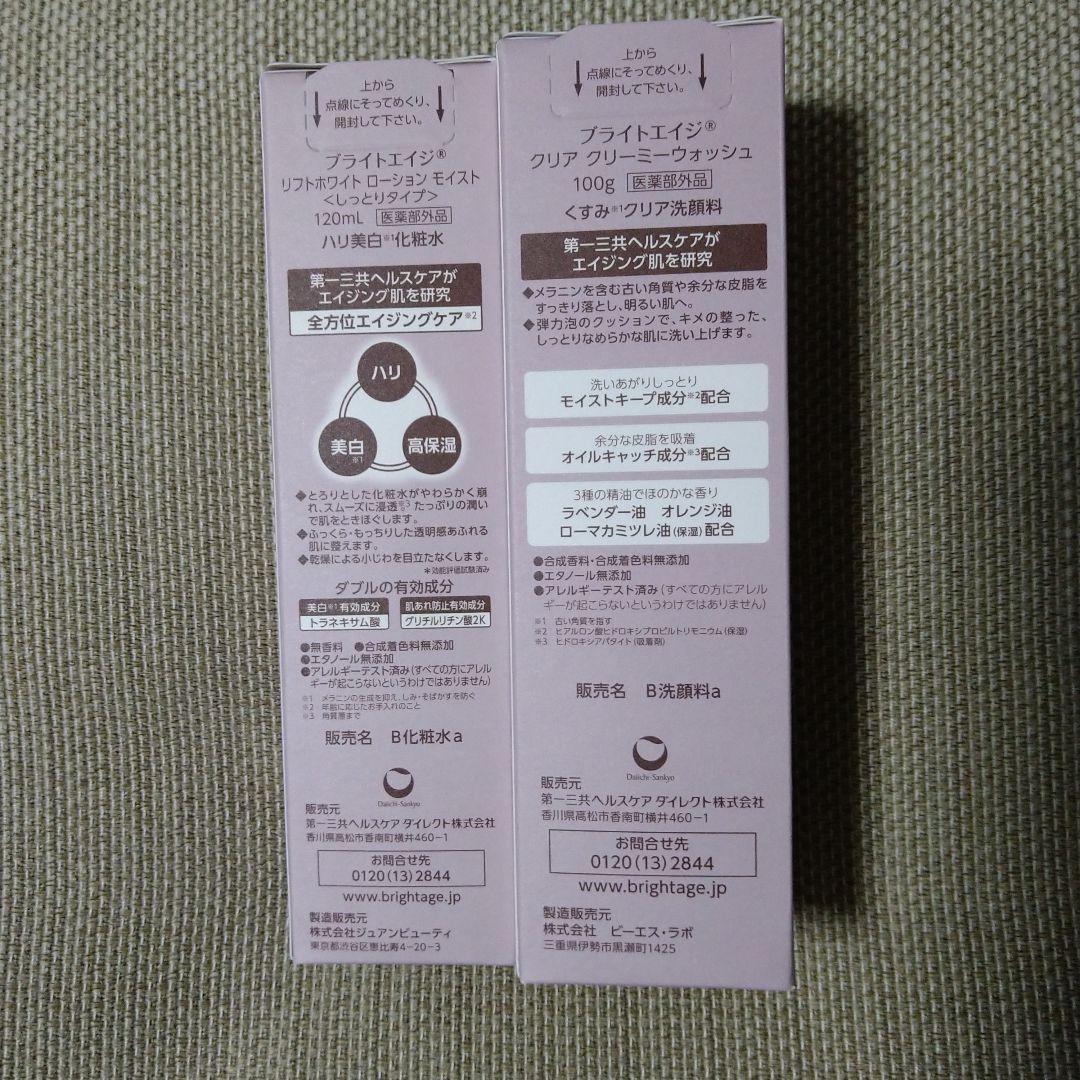 上から
点線にそってめくり、
開封して下さい。
ブライトエイジ®
リフトホワイト ローション モイスト
<しっとりタイプ>
120mL 医薬部外品
ハリ美白※1化粧水
第一三共ヘルスケアが
エイジング肌を研究
全方位エイジングケア※2
ハリ
美白※1
高保湿
◆とろりとした化粧水がやわらかく崩
れ、スムーズに浸透※3。たっぷりの潤い
で肌をときほぐします。
◆ふっくら・もっちりした透明感あふれる
肌に整えます。
◆乾燥による小じわを目立たなくします。
＊効能評価試験済み
ダブルの有効成分
美白※1有効成分
トラネキサム酸
肌あれ防止有効成分
グリチルリチン酸2K
●無香料 ●合成着色料無添加
●エタノール無添加
●アレルギーテスト済み(すべての方にアレル
ギーが起こらないというわけではありません)
※1 メラニンの生成を抑え、しみ・そばかすを防ぐ
※2 年齢に応じたお手入れのこと
※3 角質層まで
販売名 B化粧水a
Daiichi-Sankyo
販売元
第一三共ヘルスケア ダイレクト株式会社
香川県高松市香南町横井460-1
お問合せ先
0120(13)2844
www.brightage.jp
製造販売元
株式会社ジュアンビューティ
東京都渋谷区恵比寿4-20-3
上から
点線にそってめくり、
開封して下さい。
ブライトエイジ®
クリア クリーミーウォッシュ
100g 医薬部外品
くすみ※1クリア洗顔料
第一三共ヘルスケアが
エイジング肌を研究
◆メラニンを含む古い角質や余分な皮脂を
すっきり落とし、明るい肌へ。
◆弾力泡のクッションで、キメの整った、
しっとりなめらかな肌に洗い上げます。
洗いあがりしっとり
モイストキープ成分※2配合
余分な皮脂を吸着
オイルキャッチ成分※3配合
3種の精油でほのかな香り
ラベンダー油 オレンジ油
ローマカミツレ油(保湿)配合
●合成香料・合成着色料無添加
●エタノール無添加
●アレルギーテスト済み(すべての方にアレル
ギーが起こらないというわけではありません)
※1 古い角質を指す
※2 ヒアルロン酸ヒドロキシプロピルトリモニウム(保湿)
※3 ヒドロキシアパタイト(吸着剤)
販売名 B洗顔料a
Daiichi-Sankyo
販売元
第一三共ヘルスケア ダイレクト株式会社
香川県高松市香南町横井460-1
お問合せ先
0120(13)2844
www.brightage.jp
製造販売元
株式会社 ピーエス・ラボ
三重県伊勢市黒瀬町1425